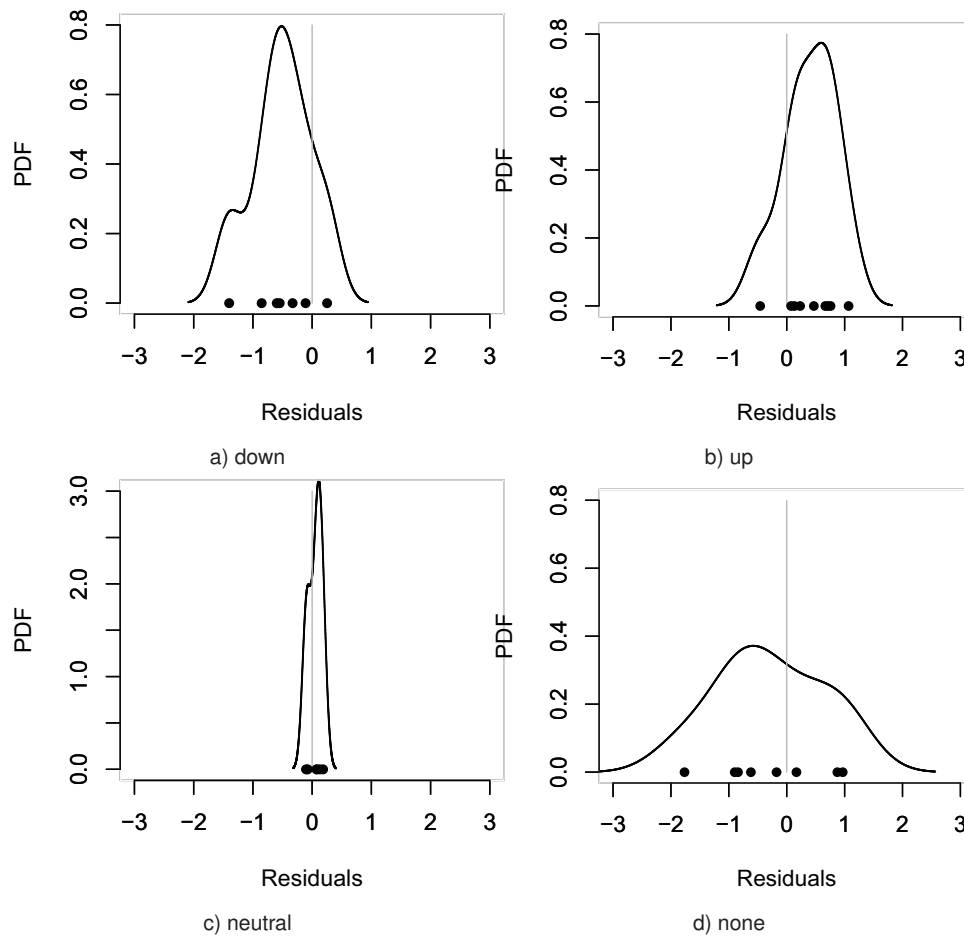 PDF
0.0 0.2 0.4 0.6 0.8
−3 −2 −1 0 1 2 3
Residuals
a) down
PDF
0.0 0.2 0.4 0.6 0.8
−3 −2 −1 0 1 2 3
Residuals
b) up
PDF
0.0 1.0 2.0 3.0
−3 −2 −1 0 1 2 3
Residuals
c) neutral
PDF
0.0 0.2 0.4 0.6 0.8
−3 −2 −1 0 1 2 3
Residuals
d) none